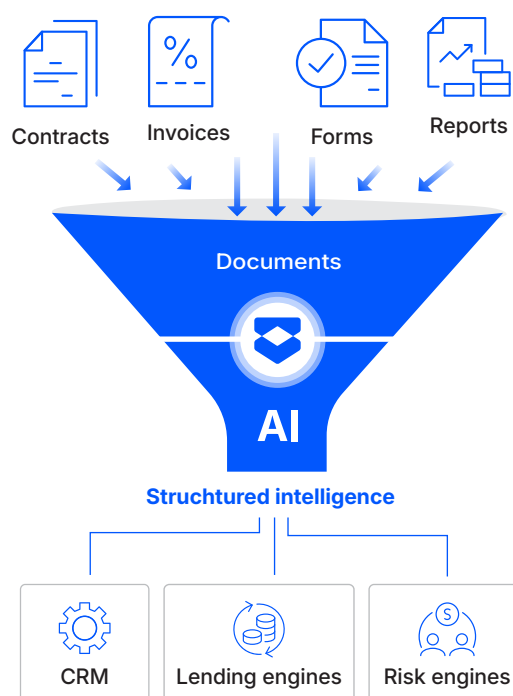 Contracts
Invoices
Forms
Reports
%
Documents
AI
Struchtured intelligence
S
CRM
Lending engines
Risk engines